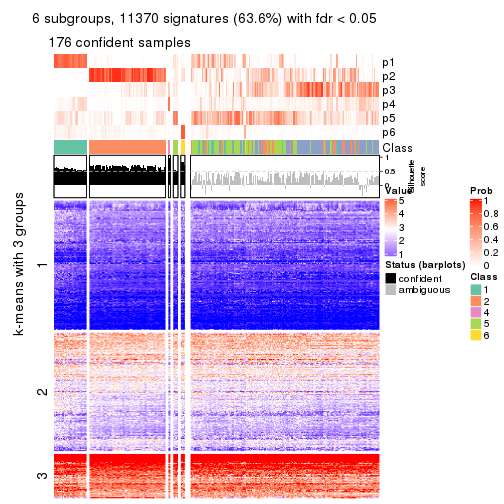 6 subgroups, 11370 signatures (63.6%) with fdr < 0.05
176 confident samples
p1
p2
p3
p4
p5
p6
Class
1
0.5
0
Silhouette
score
k-means with 3 groups
1
2
3
Value
5
4
3
2
1
Status (barplots)
confident
ambiguous
Prob
1
0.8
0.6
0.4
0.2
0
Class
1
2
3
4
5
6